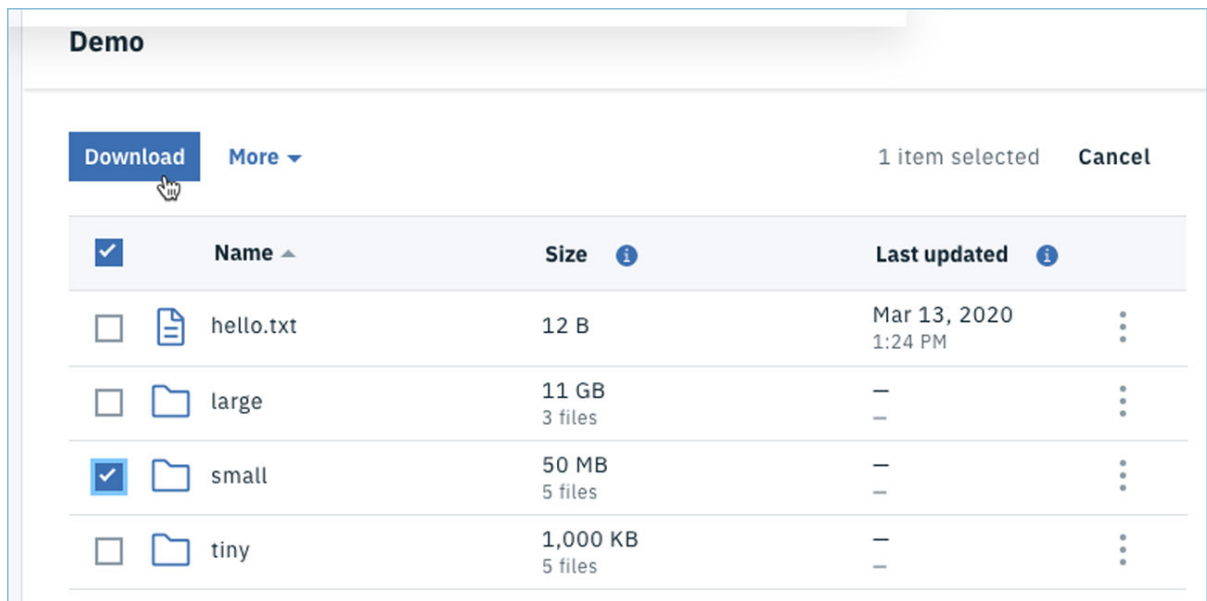 Demo
Download More 1 item selected Cancel
Name Size Last updated
hello.txt 12 B Mar 13, 2020
1:24 PM
large 11 GB —
3 files –
small 50 MB —
5 files –
tiny 1,000 KB —
5 files –